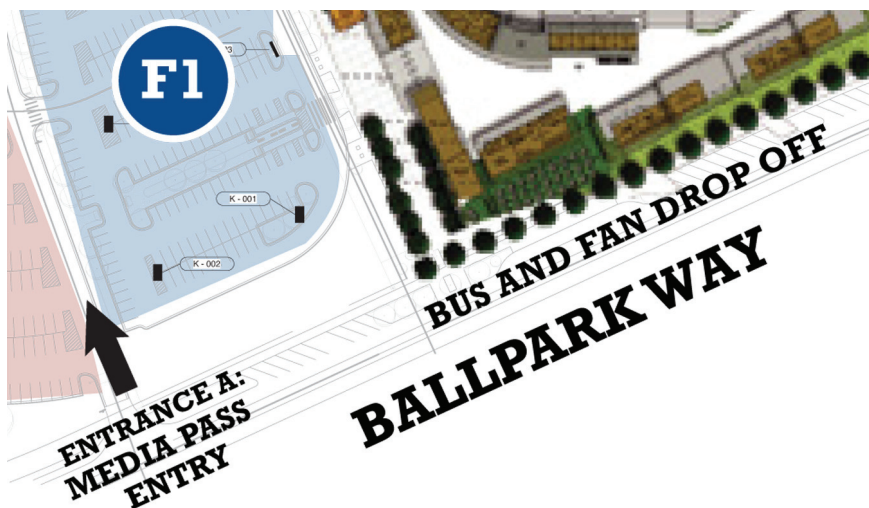 F1
K - 001
K - 002
BUS AND FAN DROP OFF
BALLPARK WAY
ENTRANCE A:
MEDIA PASS
ENTRY